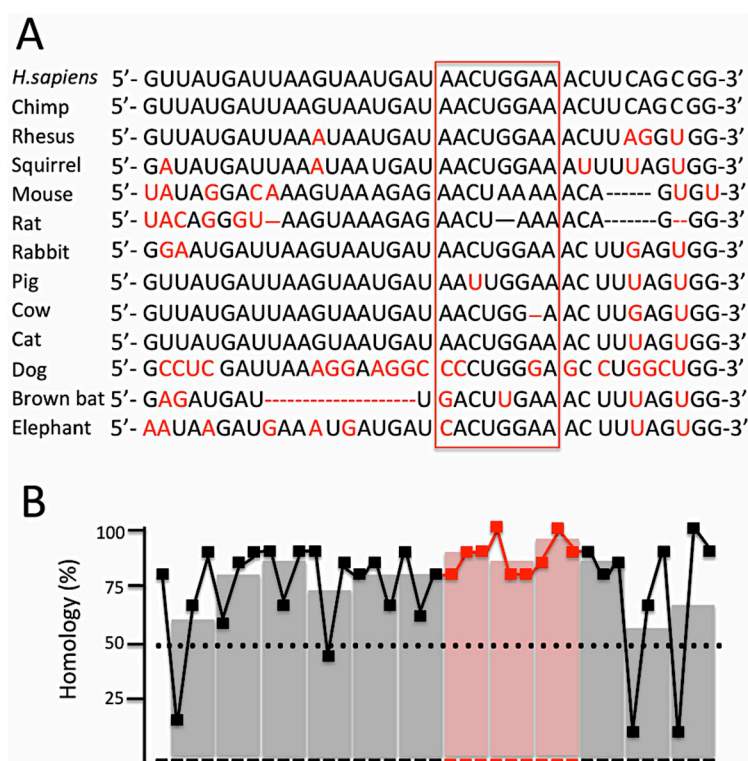 A
H.sapiens 5’- GUUAUGAUUAAGUAAUGAU AACUGGAA ACUUCAGCGG-3’
Chimp 5’- GUUAUGAUUAAGUAAUGAU AACUGGAA ACUUCAGCGG-3’
Rhesus 5’- GUUAUGAUUAAAUAAUGAU AACUGGAA ACUUAGGUGG-3’
Squirrel 5’- GAUAUGAUUAAAUAAUGAU AACUGGAA AUUUUAGUGG-3’
Mouse 5’- UAUAGGACAAAGUAAAGAG AACUAAAA ACA------ GUGU-3’
Rat 5’- UACAGGGU–AAGUAAAGAG AACU—AAA ACA-------G--GG-3’
Rabbit 5’- GGAAUGAUUAAGUAAUGAU AACUGGAA AC UUGAGUGG-3’
Pig 5’- GUUAUGAUUAAGUAAUGAU AAUUGGAA AC UUUAGUGG-3’
Cow 5’- GUUAUGAUUAAGUAAUGAU AACUGG–A AC UUGAGUGG-3’
Cat 5’- GUUAUGAUUAAGUAAUGAU AACUGGAA AC UUUAGUGG-3’
Dog 5’- GCCUC GAUUAAAGGAAGGC CCCUGGGA GC CUGGCUGG-3’
Brown bat 5’- GAGAUGAU-------------------U GACUUGAA AC UUUAGUGG-3’
Elephant 5’- AAUAAGAUGAAAUGAUGAU CACUGGAA AC UUUAGUGG-3’
B
Homology (%)
100
75
50
25